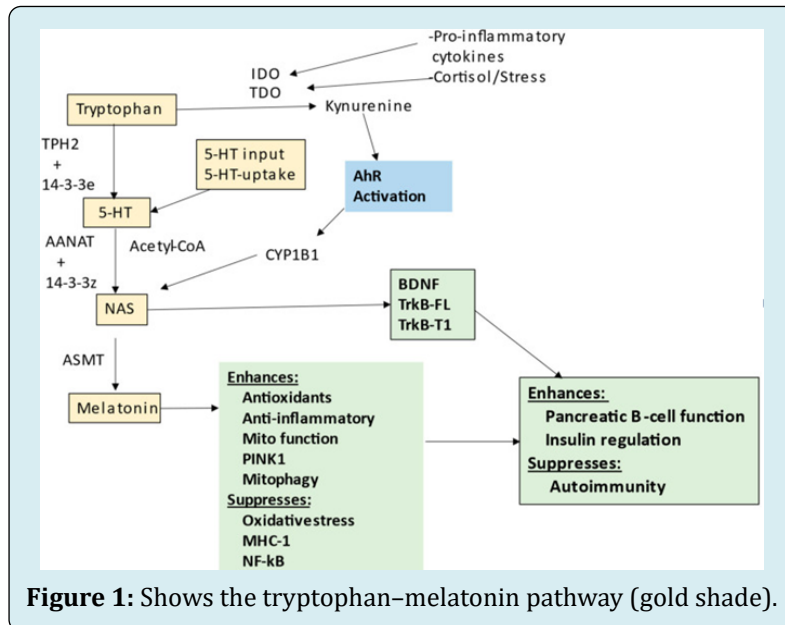 -Pro-inflammatory
cytokines
-Cortisol/Stress
IDO
TDO
Tryptophan
Kynurenine
TPH2
+
14-3-3e
5-HT input
5-HT-uptake
AhR
Activation
5-HT
AANAT
+
14-3-3z
Acetyl-CoA
CYP1B1
NAS
BDNF
TrkB-FL
TrkB-T1
ASMT
Melatonin
Enhances:
Antioxidants
Anti-inflammatory
Mito function
PINK1
Mitophagy
Suppresses:
Oxidativestress
MHC-1
NF-kB
Enhances:
Pancreatic B-cell function
Insulin regulation
Suppresses:
Autoimmunity
Figure 1: Shows the tryptophan–melatonin pathway (gold shade).